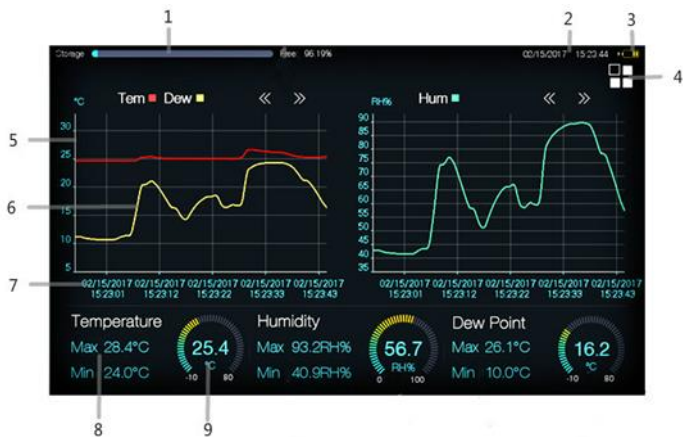 1 2 3
Storage Free: 96.19% 02/15/2017 15:23:44
4
℃ Tem Dew RH% Hum
5
6
7
30
25
20
15
10
5
90
85
80
75
70
65
60
55
50
45
40
35
02/15/2017 02/15/2017 02/15/2017 02/15/2017 02/15/2017
15:23:01 15:23:12 15:23:22 15:23:33 15:23:43
02/15/2017 02/15/2017 02/15/2017 02/15/2017 02/15/2017
15:23:01 15:23:12 15:23:22 15:23:33 15:23:43
Temperature
Max 28.4°C
Min 24.0°C
25.4
°C
-10 80
Humidity
Max 93.2RH%
Min 40.9RH%
56.7
RH%
0 100
Dew Point
Max 26.1°C
Min 10.0°C
16.2
°C
-10 80
8 9